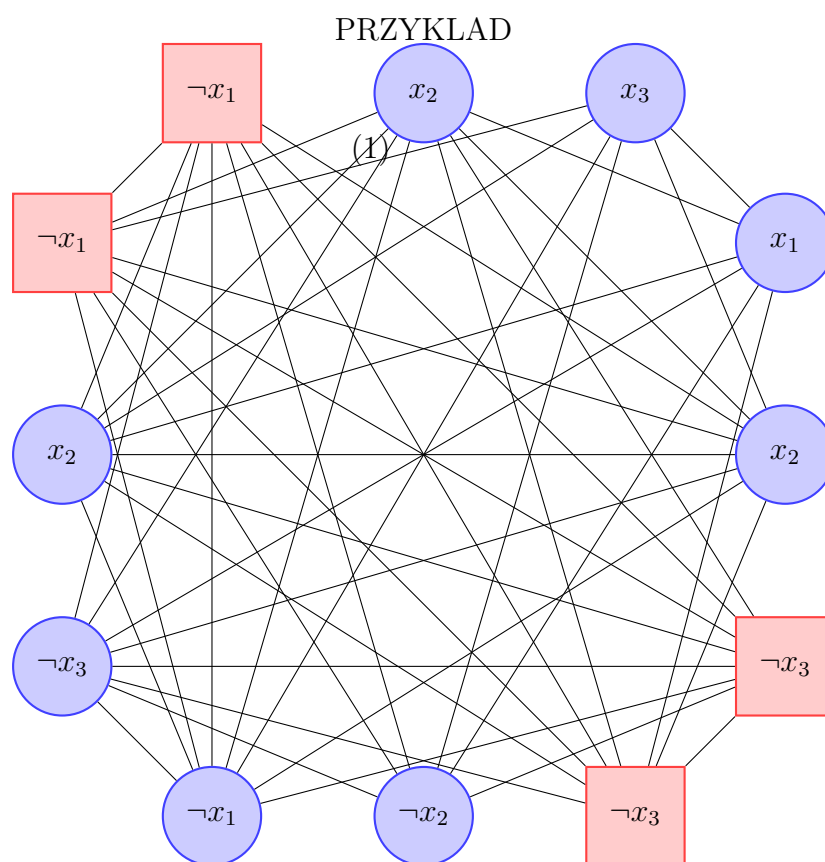 PRZYKLAD
¬x₁
x₂
x₃
(1)
¬x₁
x₁
x₂
x₂
¬x₃
¬x₃
¬x₁
¬x₂
¬x₃